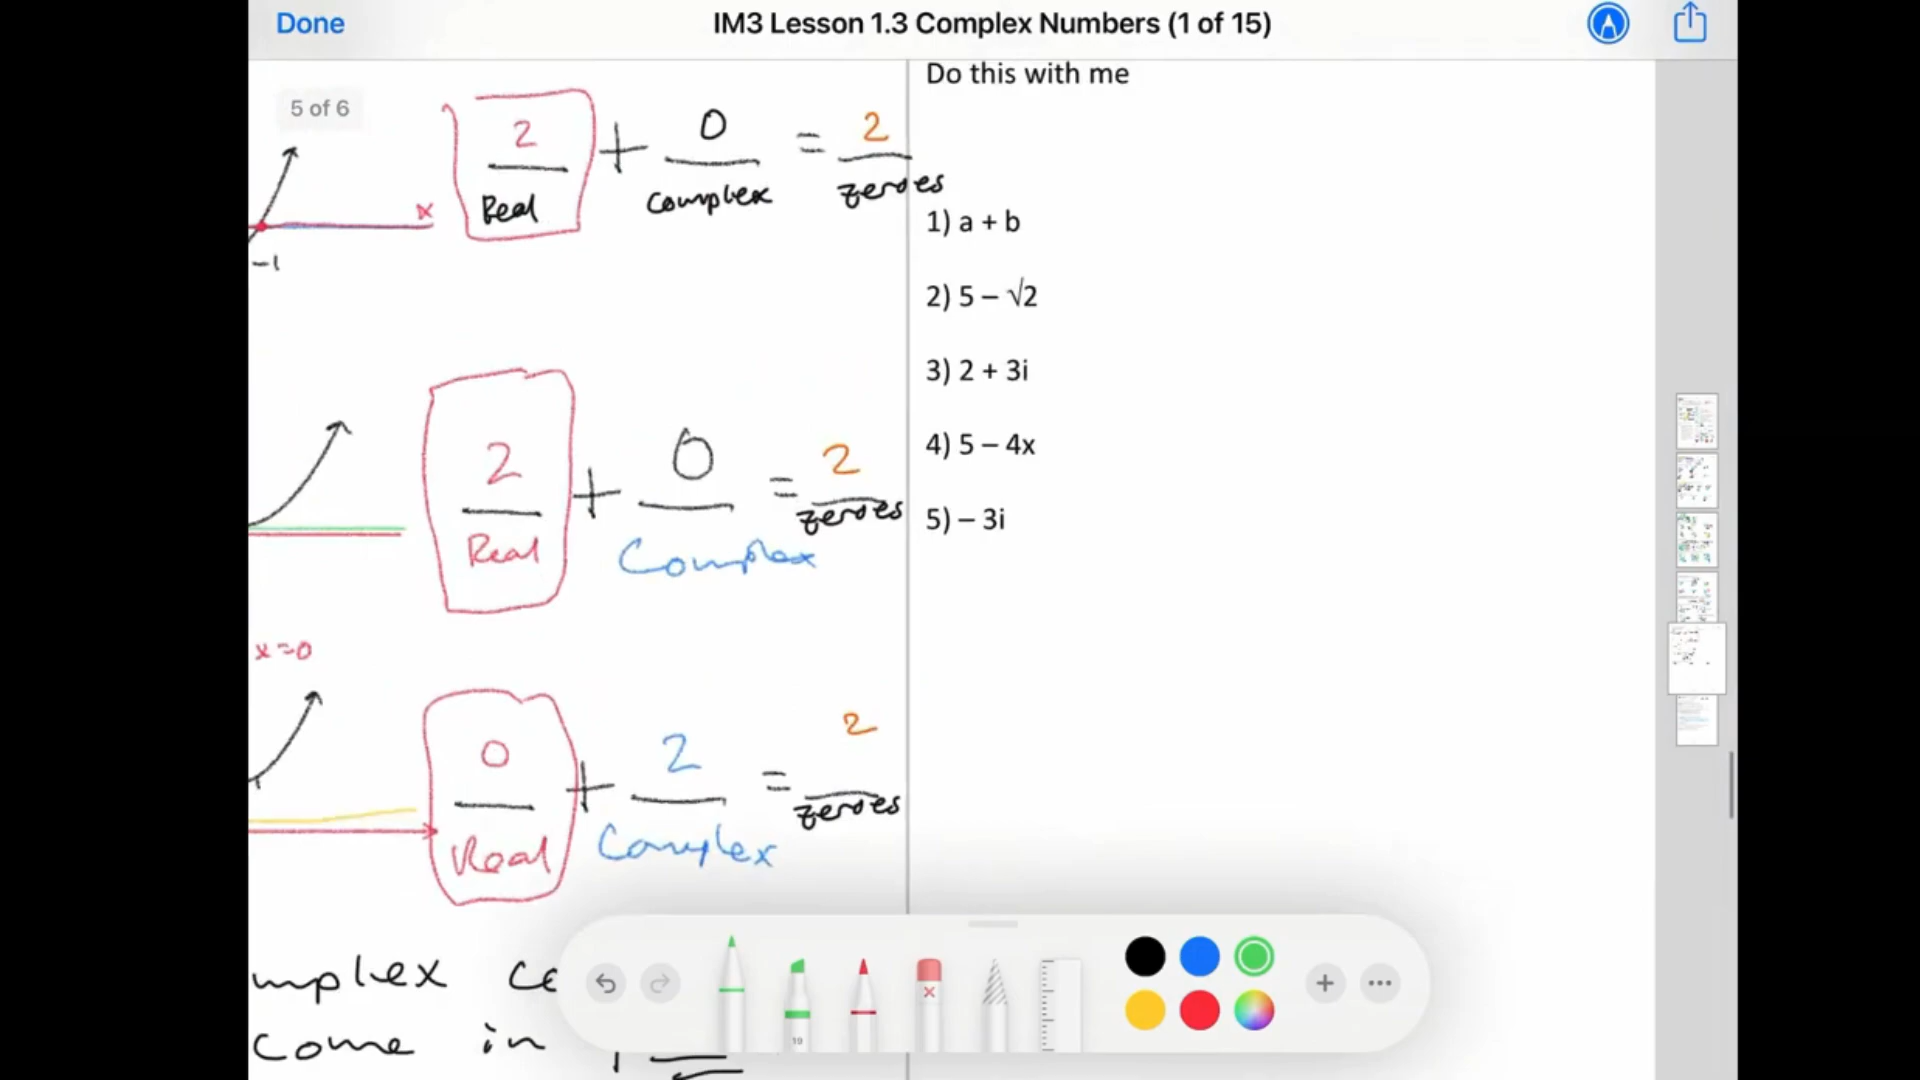 Done
IM3 Lesson 1.3 Complex Numbers (1 of 15)
5 of 6
2 + 0 = 2
Real complex zeroes
x
-1
2 + 0 = 2
Real Complex zeroes
x=0
0 + 2 = 2
Real Complex zeroes
mplex co
come in
Do this with me
1) a + b
2) 5 – √2
3) 2 + 3i
4) 5 – 4x
5) – 3i
19